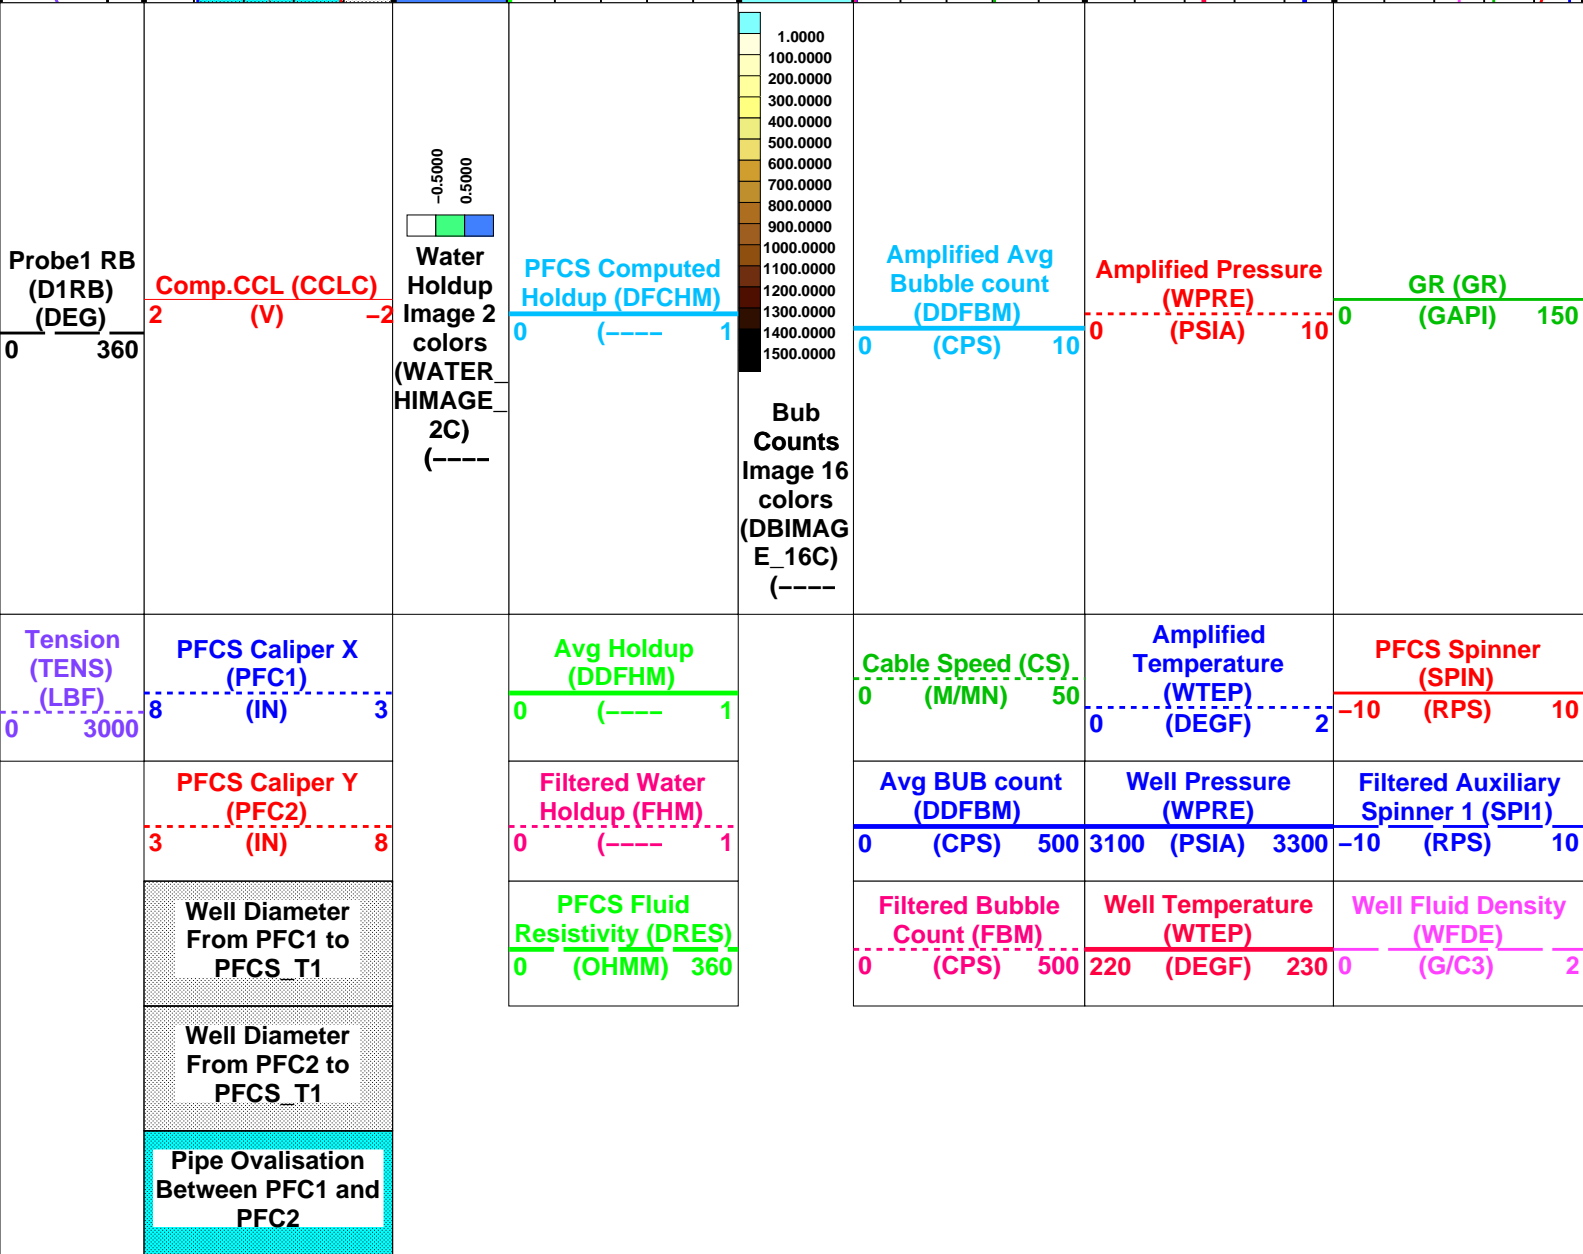 Probe1 RB
(D1RB)
(DEG)
0 360
Comp.CCL (CCLC)
2 (V) −2
−0.5000
0.5000
Water
Holdup
Image 2
colors
(WATER_
HIMAGE_
2C)
(−−−−
PFCS Computed
Holdup (DFCHM)
0 (−−−− 1
1.0000
100.0000
200.0000
300.0000
400.0000
500.0000
600.0000
700.0000
800.0000
900.0000
1000.0000
1100.0000
1200.0000
1300.0000
1400.0000
1500.0000
Bub
Counts
Image 16
colors
(DBIMAG
E_16C)
(−−−−
Amplified Avg
Bubble count
(DDFBM)
0 (CPS) 10
Amplified Pressure
(WPRE)
0 (PSIA) 10
GR (GR)
0 (GAPI) 150
Tension
(TENS)
(LBF)
0 3000
PFCS Caliper X
(PFC1)
8 (IN) 3
Avg Holdup
(DDFHM)
0 (−−−− 1
Cable Speed (CS)
0 (M/MN) 50
Amplified
Temperature
(WTEP)
0 (DEGF) 2
PFCS Spinner
(SPIN)
−10 (RPS) 10
PFCS Caliper Y
(PFC2)
3 (IN) 8
Filtered Water
Holdup (FHM)
0 (−−−− 1
Avg BUB count
(DDFBM)
0 (CPS) 500
Well Pressure
(WPRE)
3100 (PSIA) 3300
Filtered Auxiliary
Spinner 1 (SPI1)
−10 (RPS) 10
Well Diameter
From PFC1 to
PFCS_T1
PFCS Fluid
Resistivity (DRES)
0 (OHMM) 360
Filtered Bubble
Count (FBM)
0 (CPS) 500
Well Temperature
(WTEP)
220 (DEGF) 230
Well Fluid Density
(WFDE)
0 (G/C3) 2
Well Diameter
From PFC2 to
PFCS_T1
Pipe Ovalisation
Between PFC1 and
PFC2